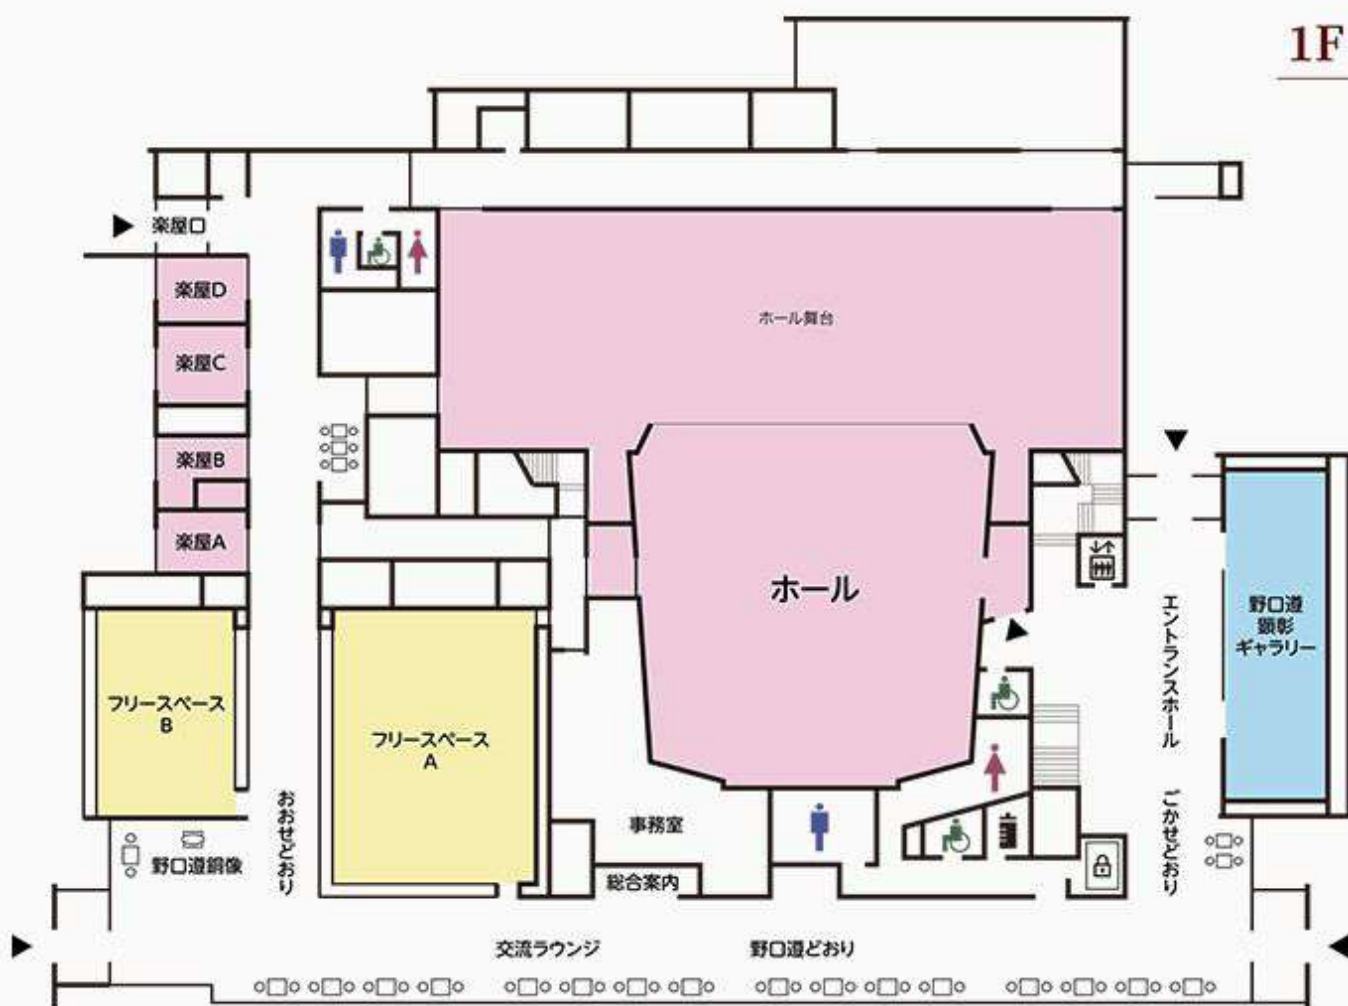 1F
楽屋口
楽屋D
楽屋C
楽屋B
楽屋A
ホール舞台
ホール
エントランスホール
野口遵
顕彰
ギャラリー
フリースペース
B
フリースペース
A
おおせどおり
ごかせどおり
事務室
総合案内
野口遵銅像
交流ラウンジ
野口遵どおり